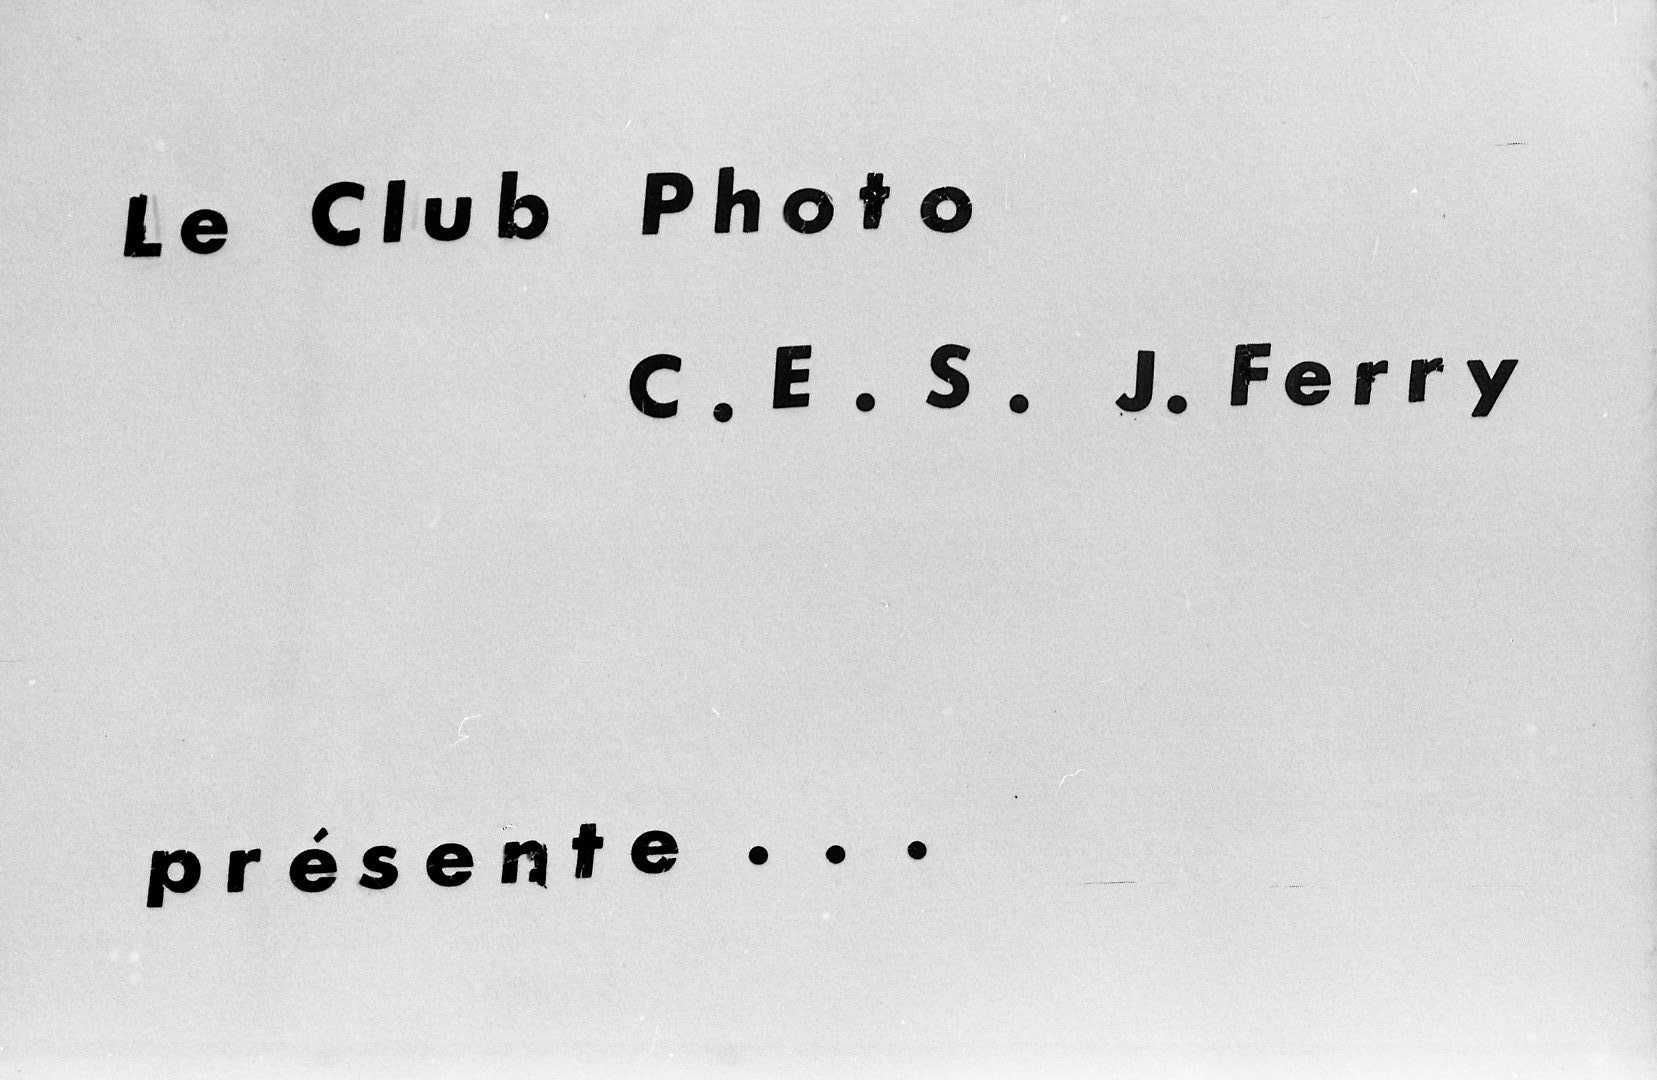 Le Club Photo
C.E.S. J. Ferry
présente...